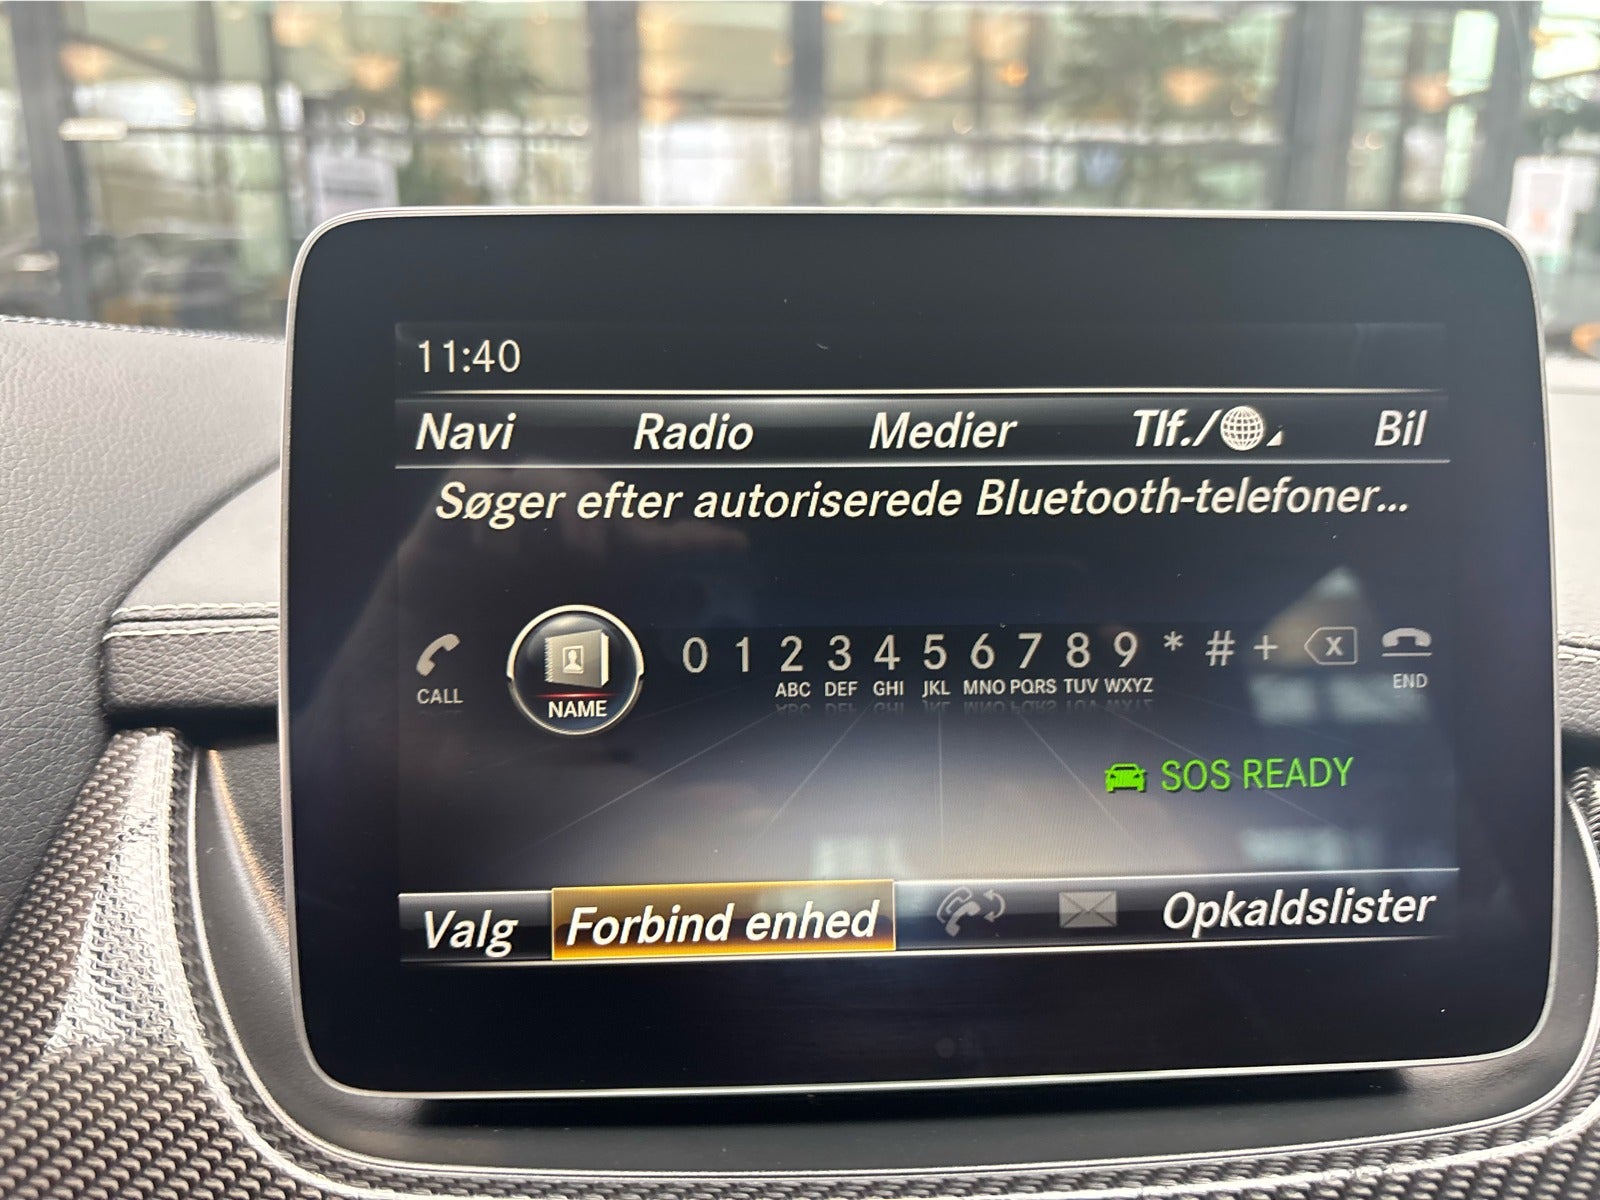 11:40
Navi Radio Medier Tlf./ Bil
Søger efter autoriserede Bluetooth-telefoner...
CALL NAME 0 1 2 3 4 5 6 7 8 9 * # + X END
ABC DEF GHI JKL MNO PQRS TUV WXYZ
SOS READY
Valg Forbind enhed Opkaldslister